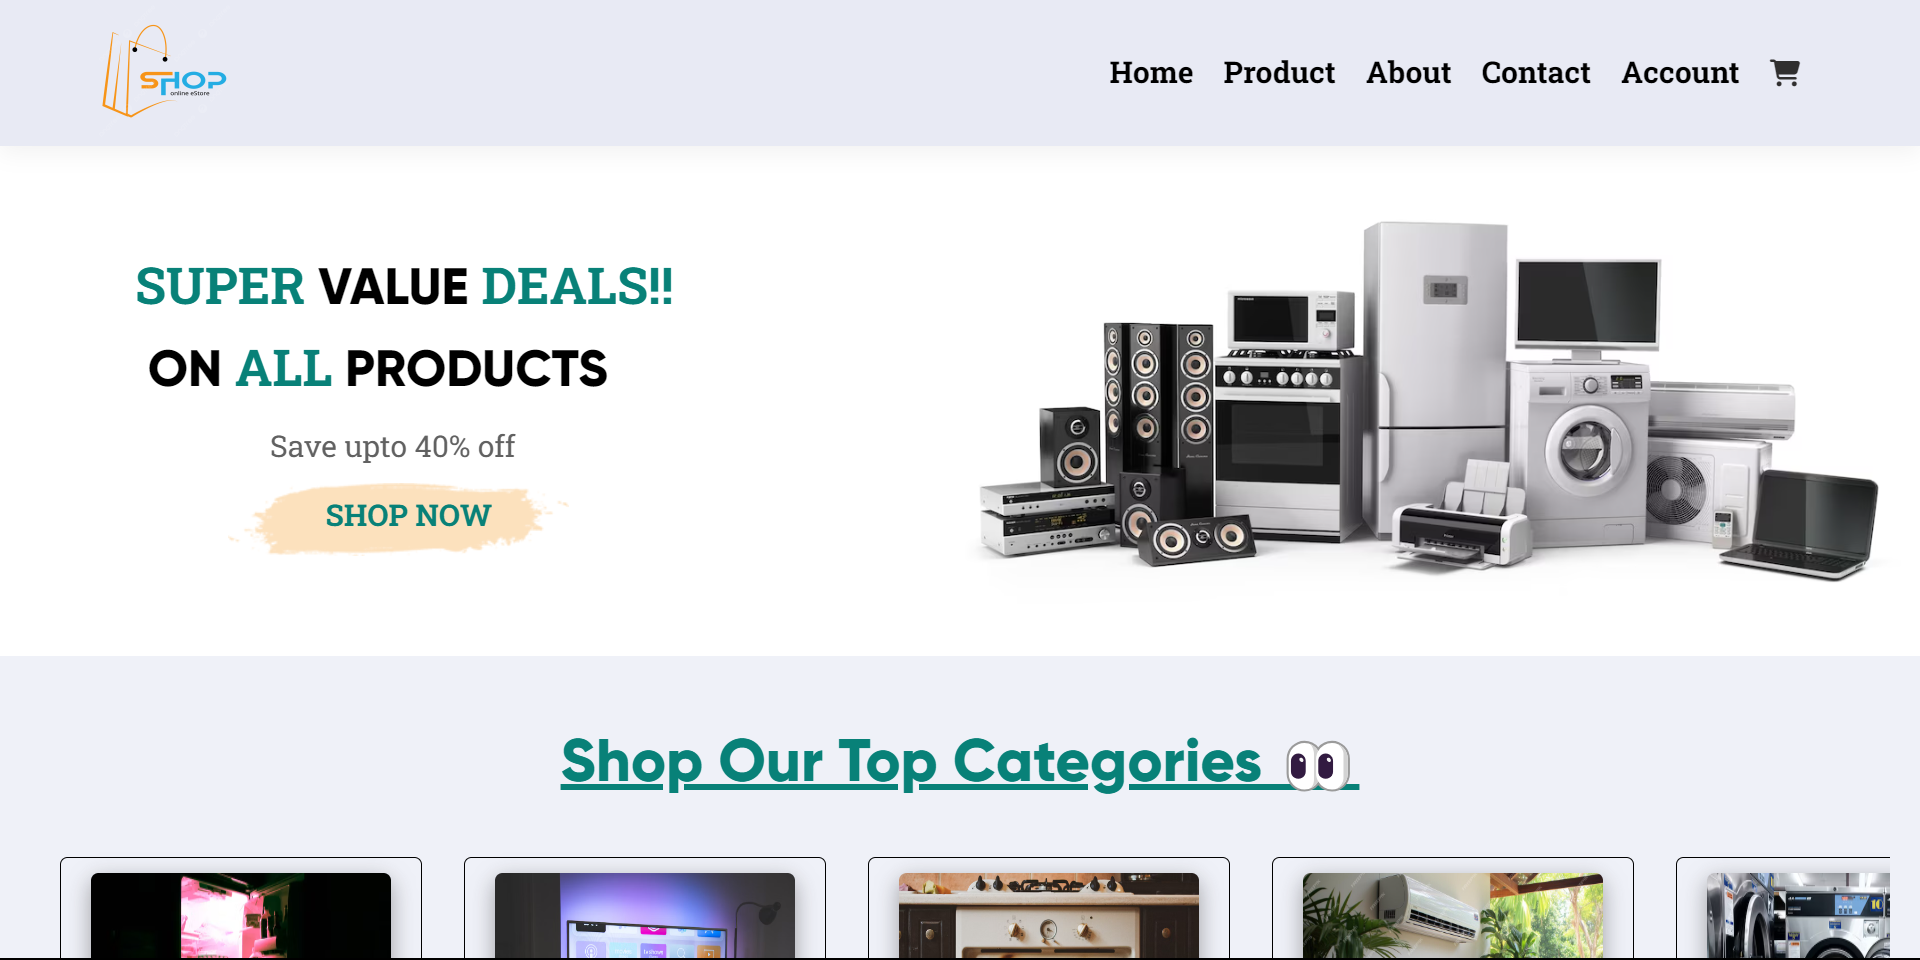 SHOP
online eStore
Home Product About Contact Account
SUPER VALUE DEALS!!
ON ALL PRODUCTS
Save upto 40% off
SHOP NOW
Shop Our Top Categories 👀